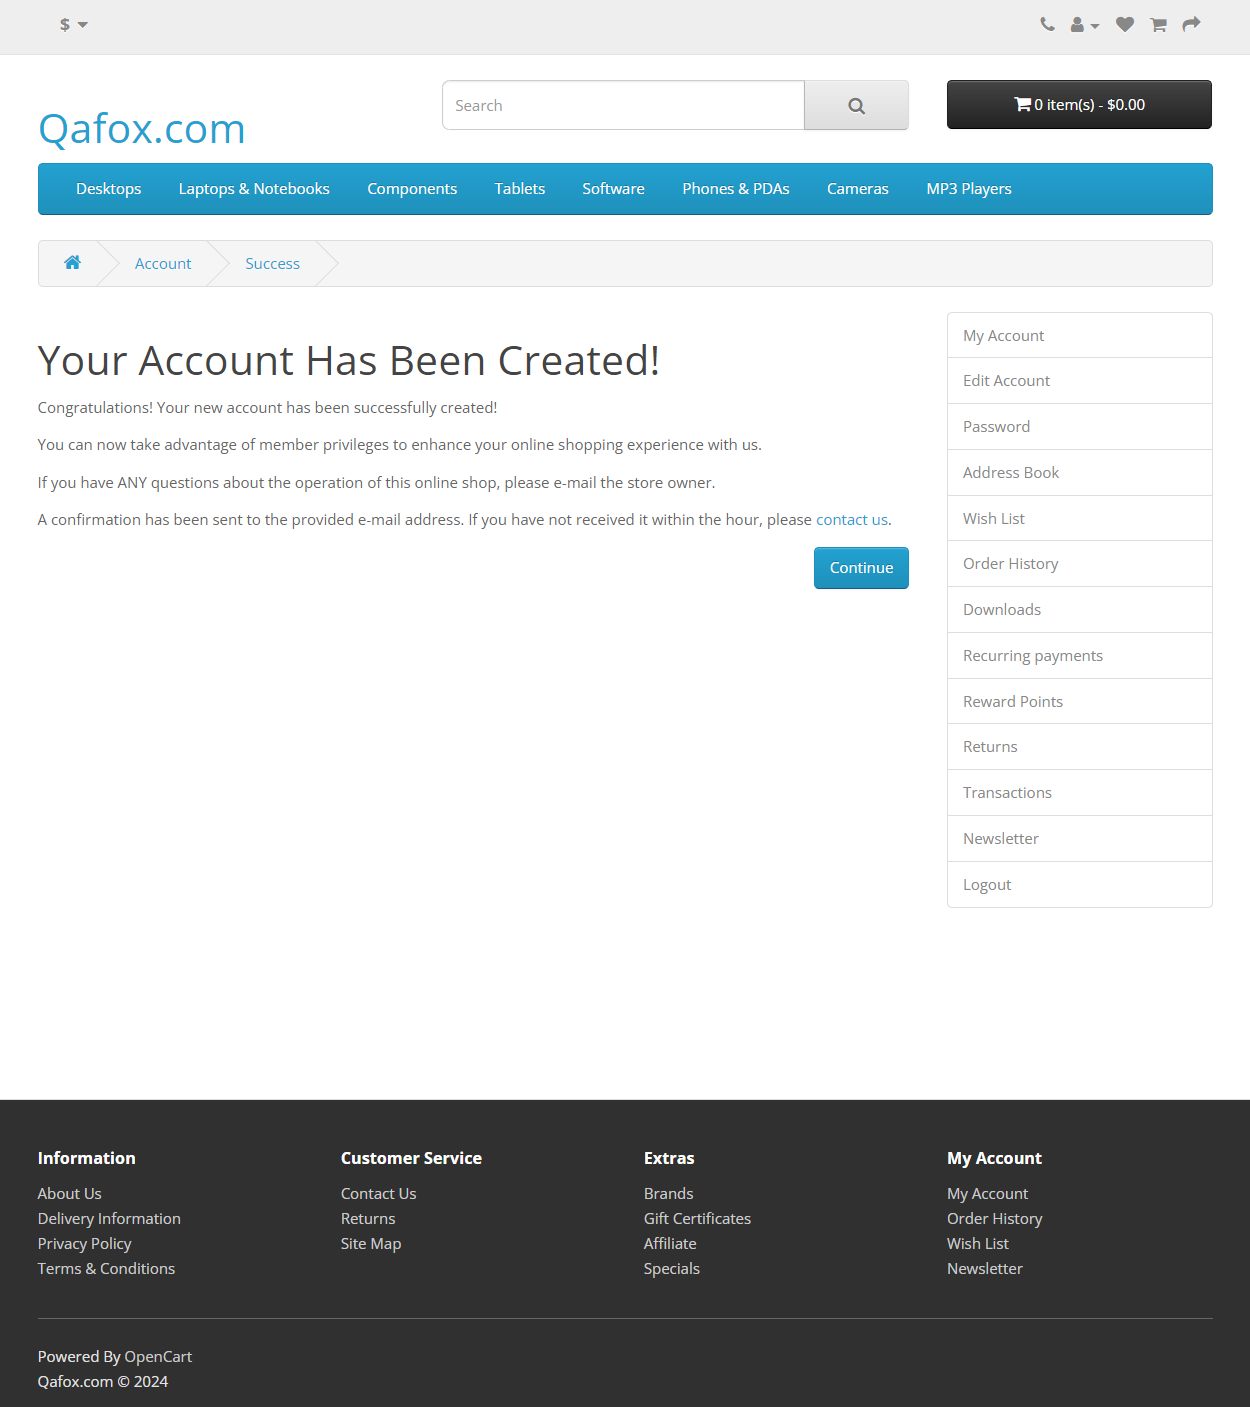 $
Qafox.com
Search
0 item(s) - $0.00
Desktops Laptops & Notebooks Components Tablets Software Phones & PDAs Cameras MP3 Players
Account Success
Your Account Has Been Created!
Congratulations! Your new account has been successfully created!
You can now take advantage of member privileges to enhance your online shopping experience with us.
If you have ANY questions about the operation of this online shop, please e-mail the store owner.
A confirmation has been sent to the provided e-mail address. If you have not received it within the hour, please contact us.
Continue
My Account
Edit Account
Password
Address Book
Wish List
Order History
Downloads
Recurring payments
Reward Points
Returns
Transactions
Newsletter
Logout
Information
About Us
Delivery Information
Privacy Policy
Terms & Conditions
Customer Service
Contact Us
Returns
Site Map
Extras
Brands
Gift Certificates
Affiliate
Specials
My Account
My Account
Order History
Wish List
Newsletter
Powered By OpenCart
Qafox.com © 2024